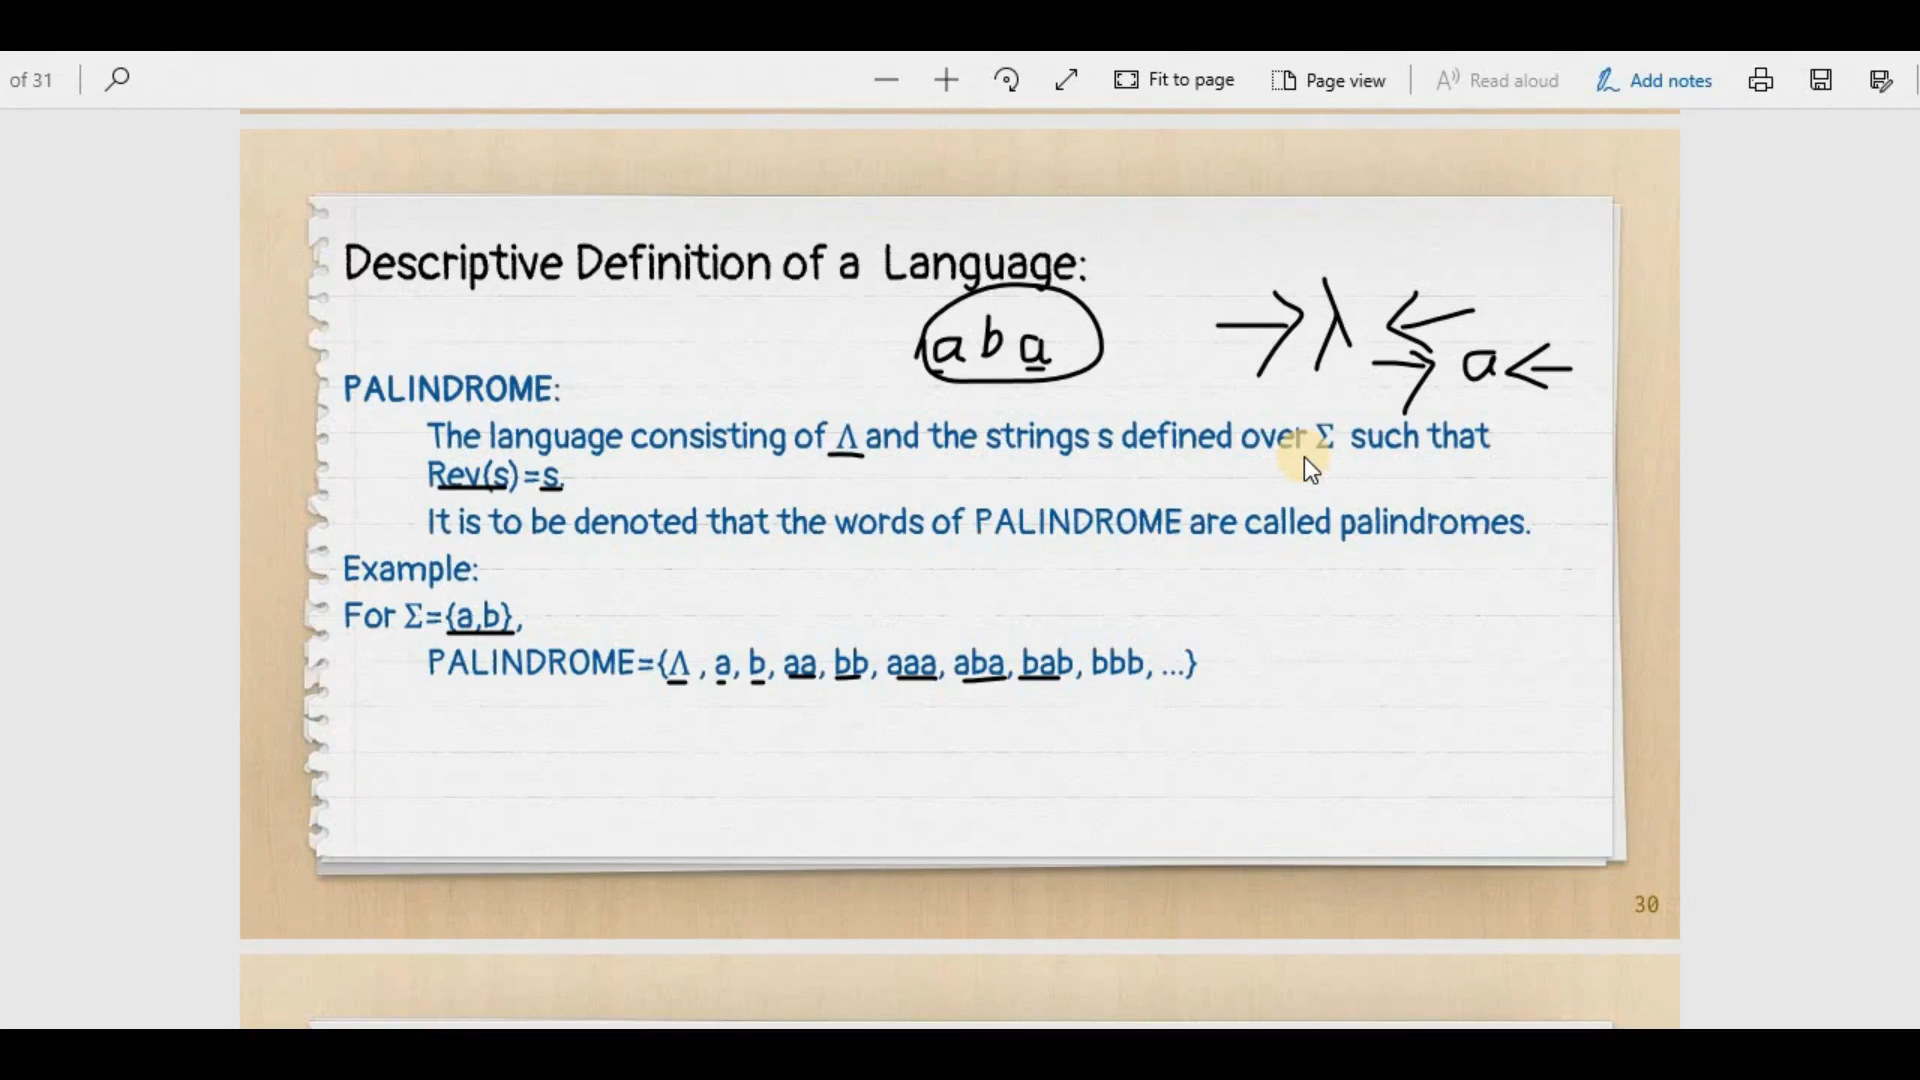 of 31 Fit to page Page view Read aloud Add notes
Descriptive Definition of a Language:
aba → λ ←
→ a ←
PALINDROME:
The language consisting of Λ and the strings s defined over Σ such that
Rev(s)=s.
It is to be denoted that the words of PALINDROME are called palindromes.
Example:
For Σ={a,b},
PALINDROME={Λ , a, b, aa, bb, aaa, aba, bab, bbb, ...}
30